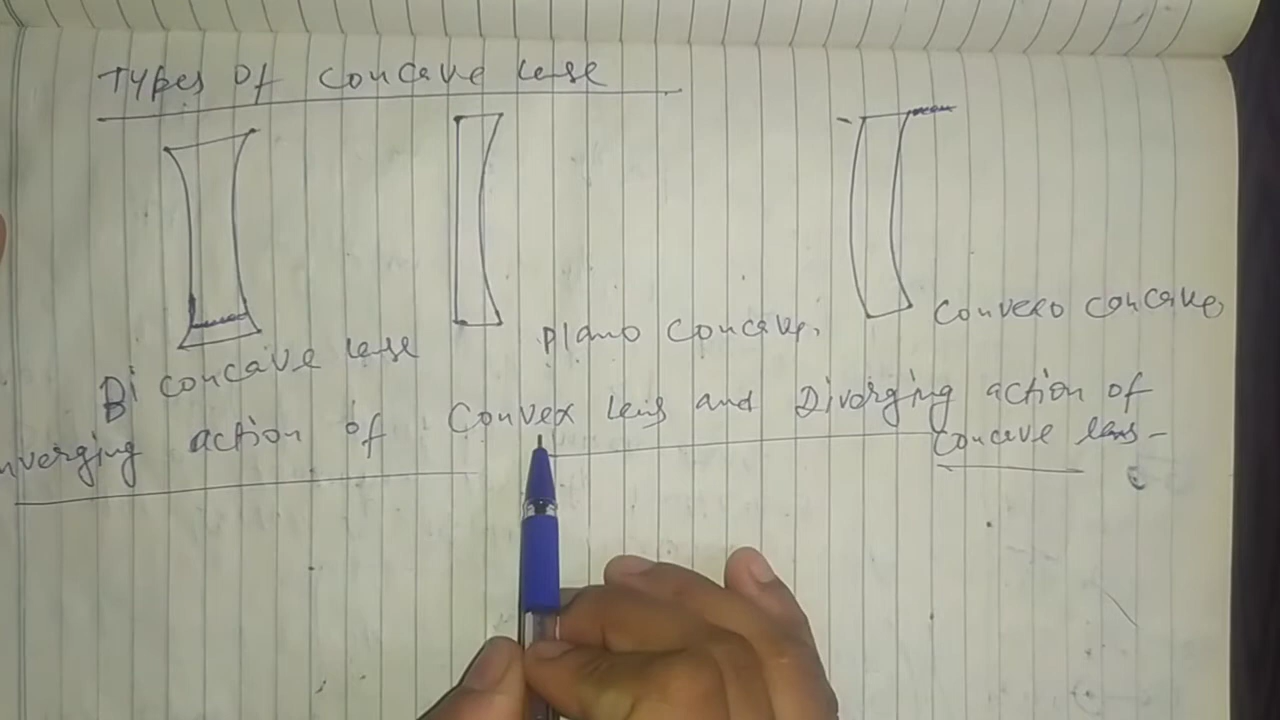 Types of concave lense
Bi concave lense
plano concave.
Convexo concave,
nverging action of Convex lens and Diverging action of
concave lens-